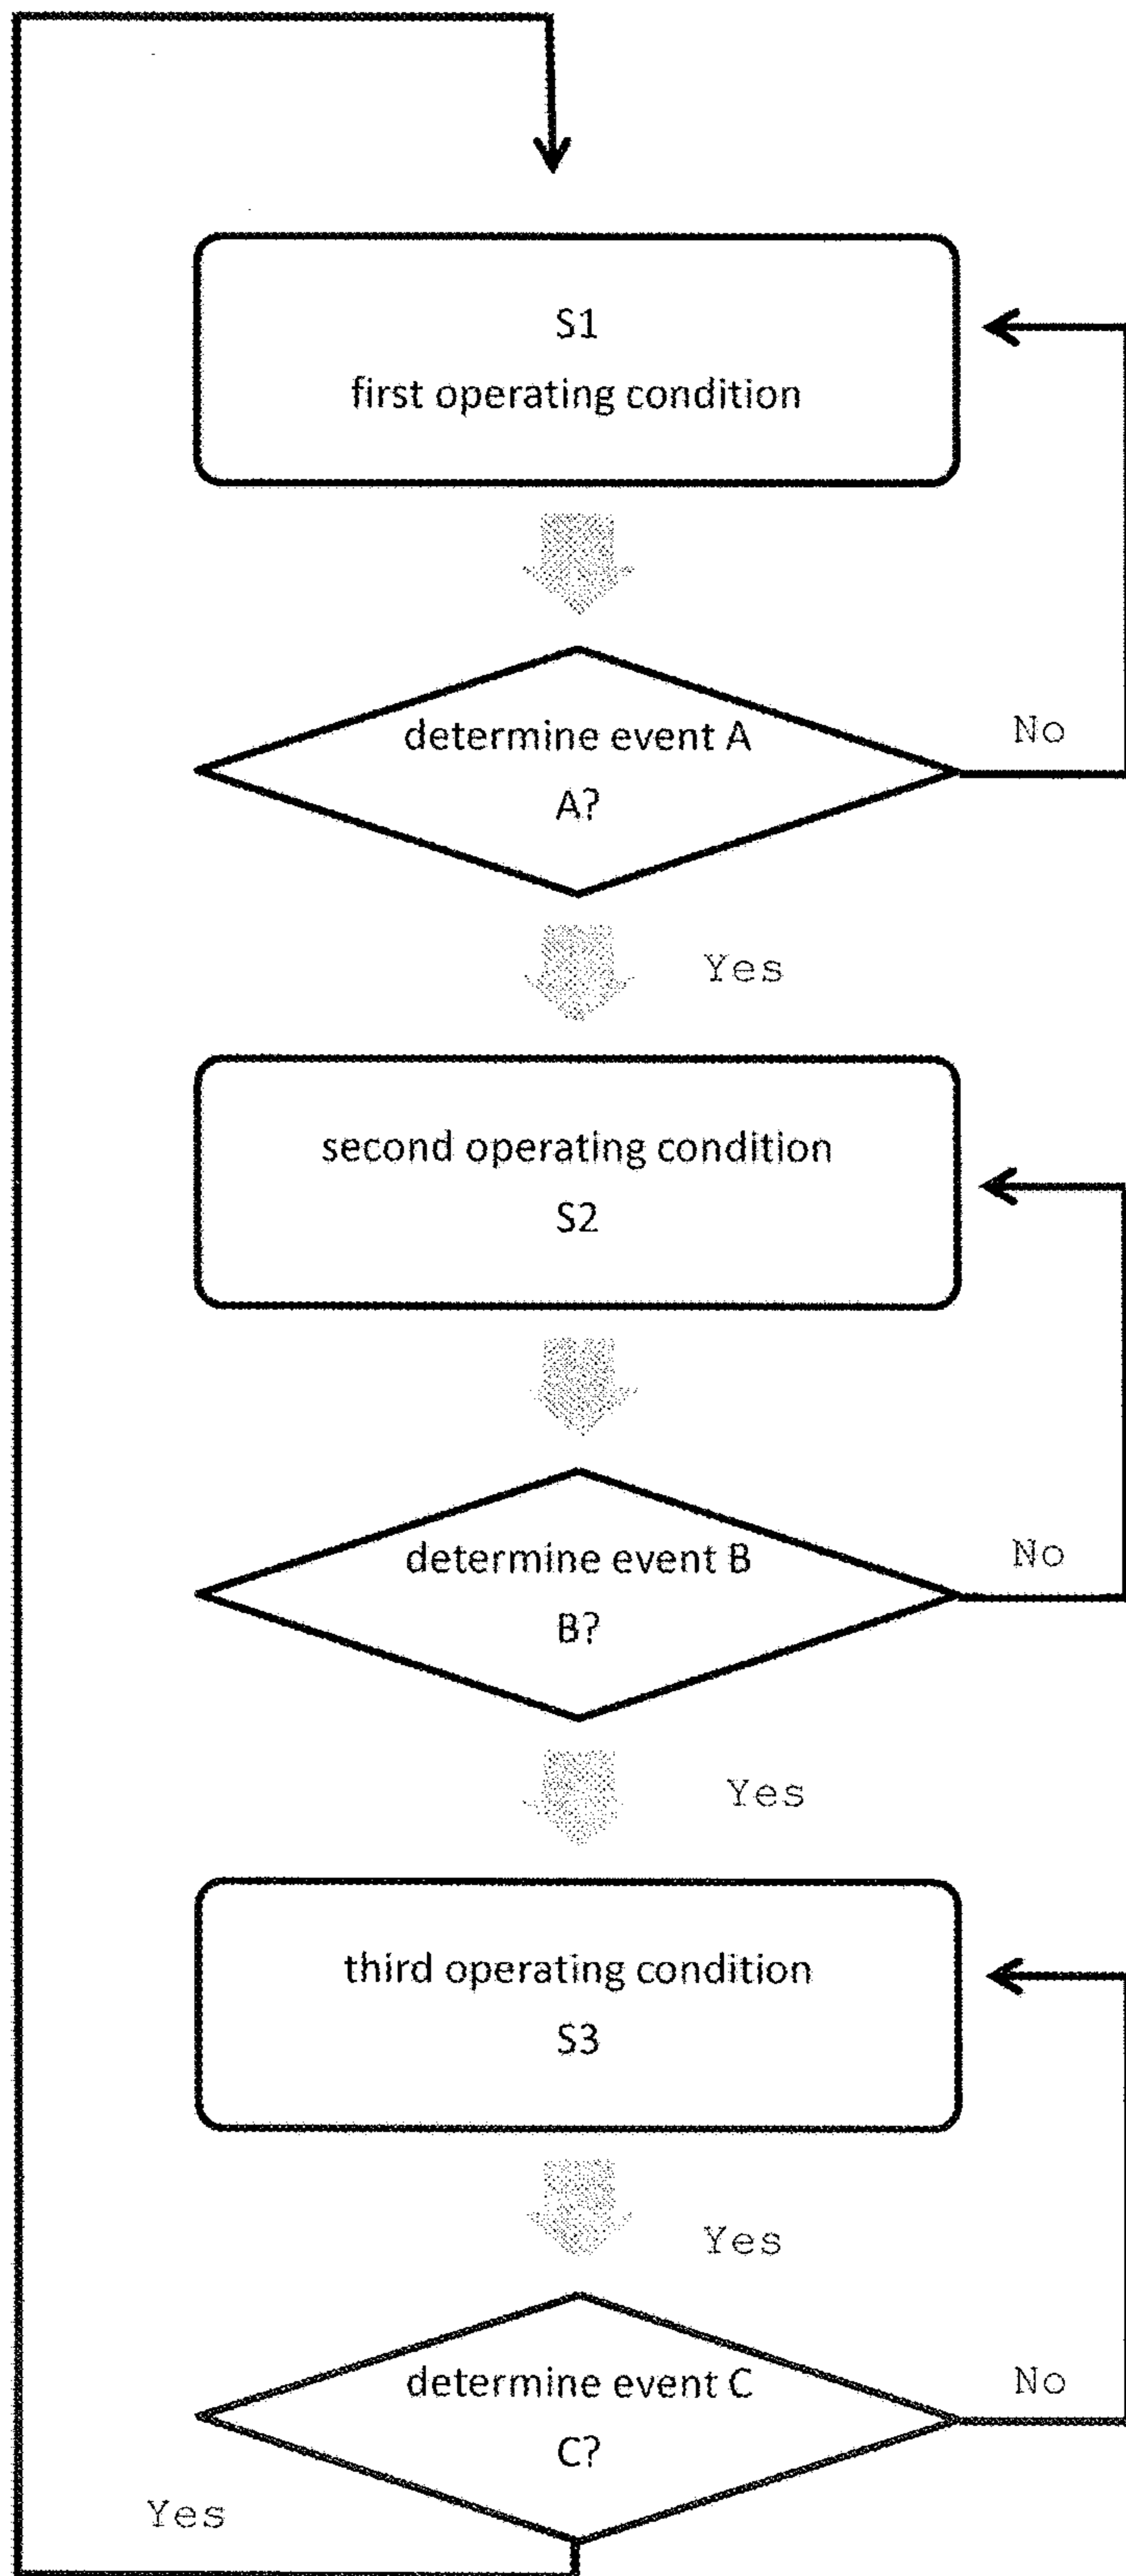 S1
first operating condition
determine event A
No
A?
Yes
second operating condition
S2
determine event B
No
B?
Yes
third operating condition
S3
Yes
determine event C
No
C?
Yes